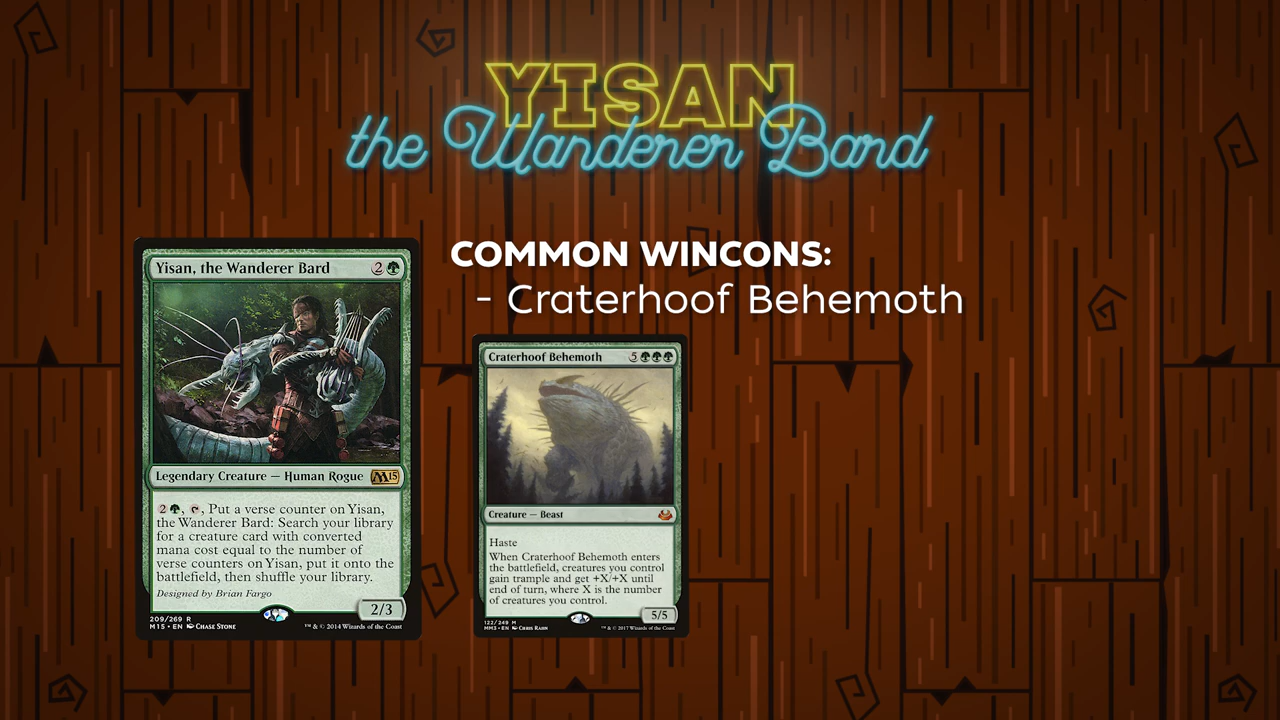 YISAN
the Wanderer Bard
COMMON WINCONS:
- Craterhoof Behemoth
Yisan, the Wanderer Bard 2
Legendary Creature — Human Rogue M15
2 , , Put a verse counter on Yisan,
the Wanderer Bard: Search your library
for a creature card with converted
mana cost equal to the number of
verse counters on Yisan, put it onto the
battlefield, then shuffle your library.
Designed by Brian Fargo
2/3
209/269 R
M15 • EN CHASE STONE
™ & © 2014 Wizards of the Coast
Craterhoof Behemoth 5
Creature — Beast
Haste
When Craterhoof Behemoth enters
the battlefield, creatures you control
gain trample and get +X/+X until
end of turn, where X is the number
of creatures you control.
5/5
122/249 M
MM3 • EN CHRIS RAHN
™ & © 2017 Wizards of the Coast